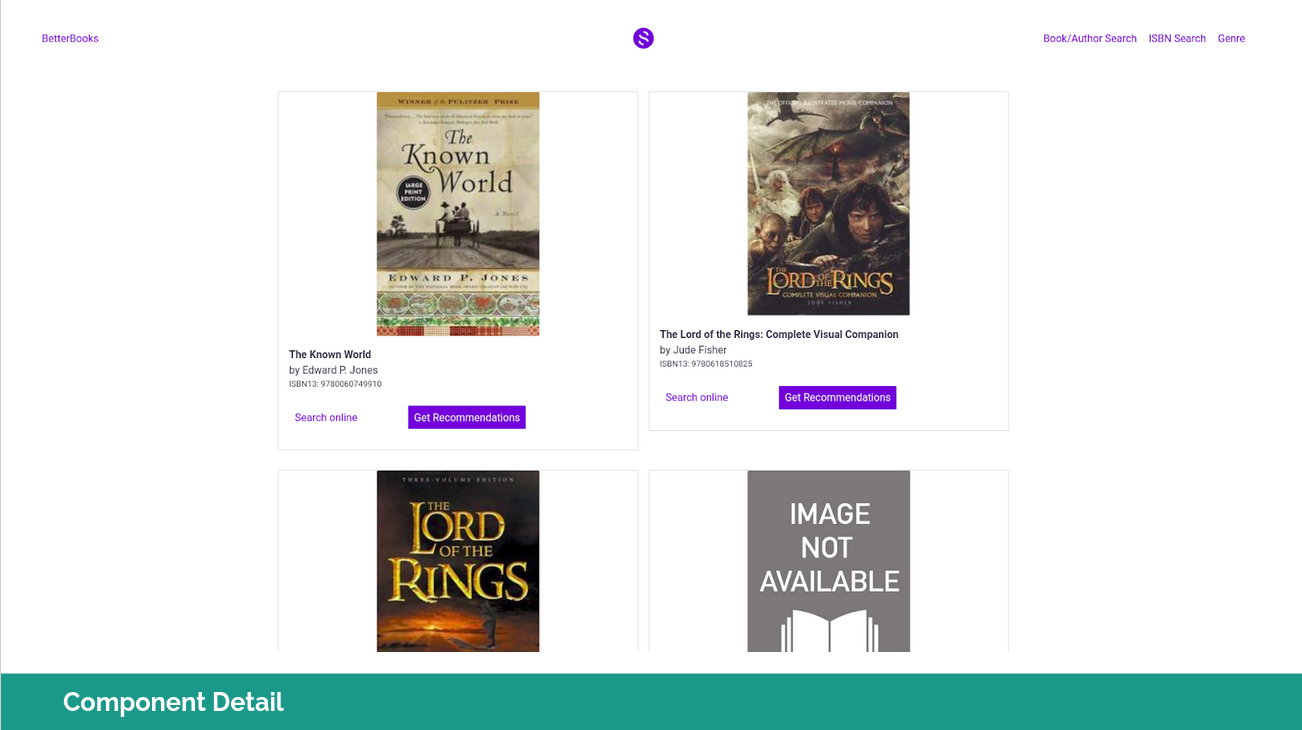 BetterBooks
S
Book/Author Search ISBN Search Genre
WINNER of the PULITZER PRIZE
The
Known
World
LARGE
PRINT
EDITION
A Novel
EDWARD P. JONES
The Known World
by Edward P. Jones
ISBN13: 9780060749910
Search online Get Recommendations
THE OFFICIAL ILLUSTRATED MOVIE COMPANION
THE
LORD OF THE RINGS
COMPLETE VISUAL COMPANION
JUDE FISHER
The Lord of the Rings: Complete Visual Companion
by Jude Fisher
ISBN13: 9780618510825
Search online Get Recommendations
THREE-VOLUME EDITION
THE
LORD
OF THE
RINGS
IMAGE
NOT
AVAILABLE
Component Detail